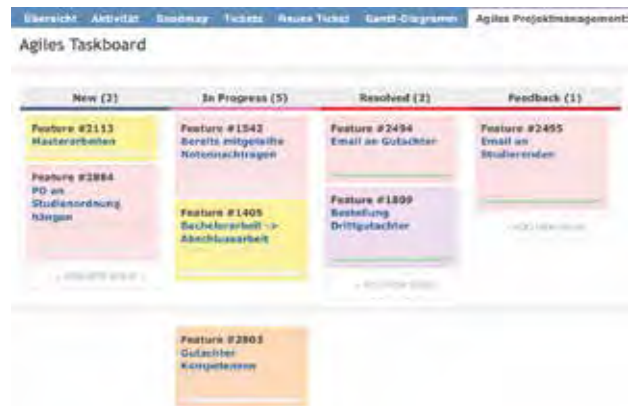 Übersicht Aktivität Roadmap Tickets Neues Ticket Gantt-Diagramm Agiles Projektmanagement:
Agiles Taskboard
New (2) In Progress (5) Resolved (2) Feedback (1)
Feature #2113
Masterarbeiten
Feature #2884
PO an
Studienordnung
hängen
Feature #1542
Bereits mitgeteilte
Notennachtragen
Feature #1405
Bachelorarbeit ->
Abschlussarbeit
Feature #2494
Email an Gutachter
Feature #1809
Bestellung
Drittgutachter
Feature #2495
Email an
Studierenden
Feature #2803
Gutachter
Kompetenzen